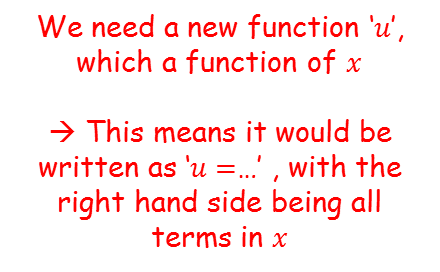 We need a new function ‘u’,
which a function of x
→ This means it would be
written as ‘u =…’ , with the
right hand side being all
terms in x